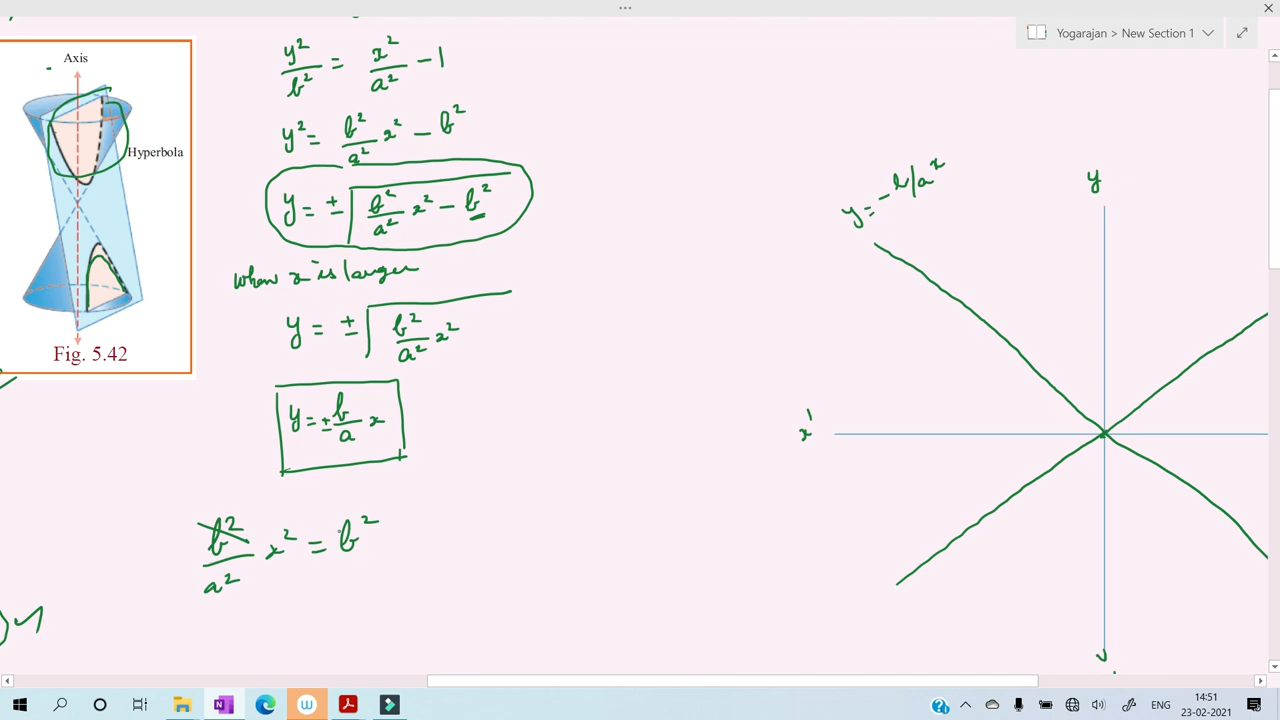 Yogarajan > New Section 1
Axis
Hyperbola
Fig. 5.42
y²/b² = x²/a² - 1
y² = b²/a² x² - b²
y = ± √(b²/a² x² - b²)
when x is larger
y = ± √(b²/a² x²)
y = ± b/a x
b²/a² x² = b²
y = -b/a x
y
x'
ENG
14:51
23-02-2021